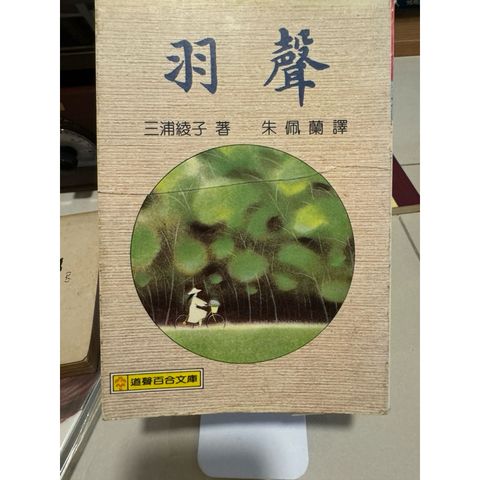 羽聲
三浦綾子 著 朱佩蘭 譯
道聲百合文庫